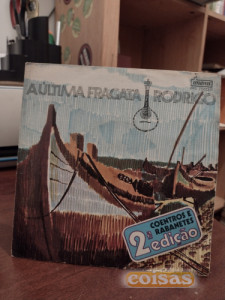 A ÚLTIMA FRAGATA RODRIGO
COENTROS E
RABANETES
2ª edição
coisas